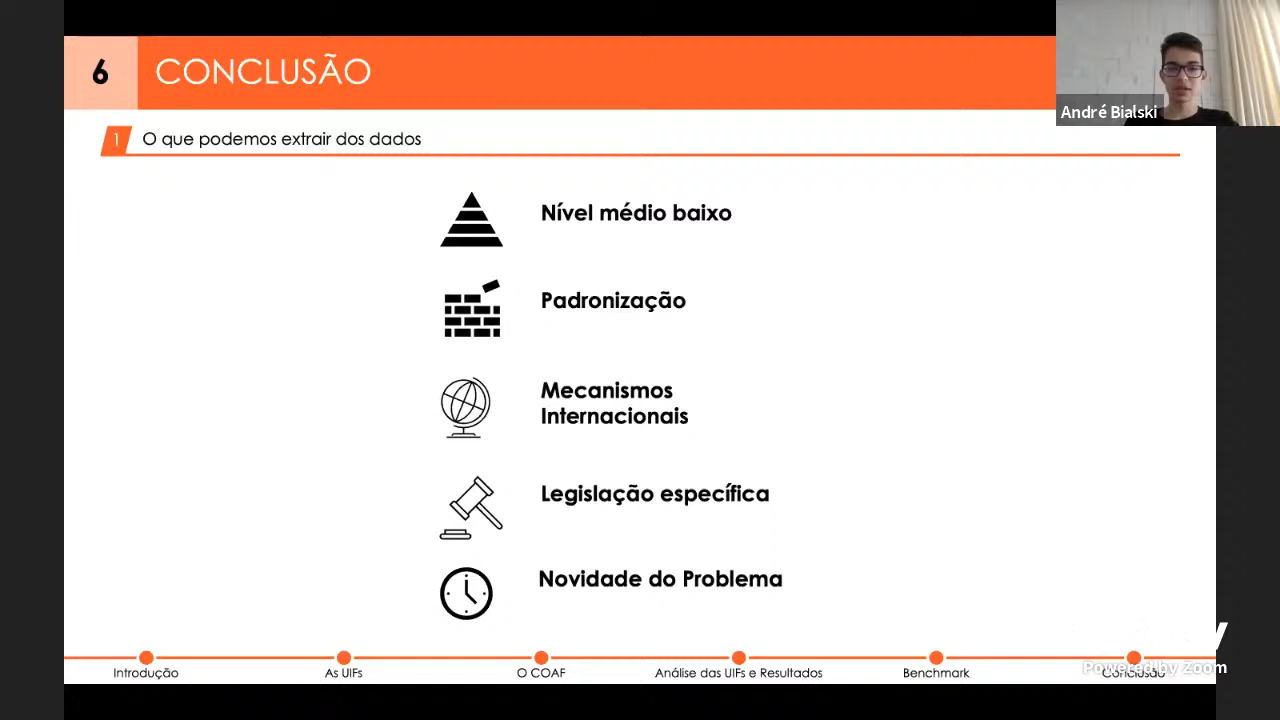 6
CONCLUSÃO
André Bialski
1
O que podemos extrair dos dados
Nível médio baixo
Padronização
Mecanismos
Internacionais
Legislação específica
Novidade do Problema
Introdução
As UIFs
O COAF
Análise das UIFs e Resultados
Benchmark
Conclusão
Powered by Zoom